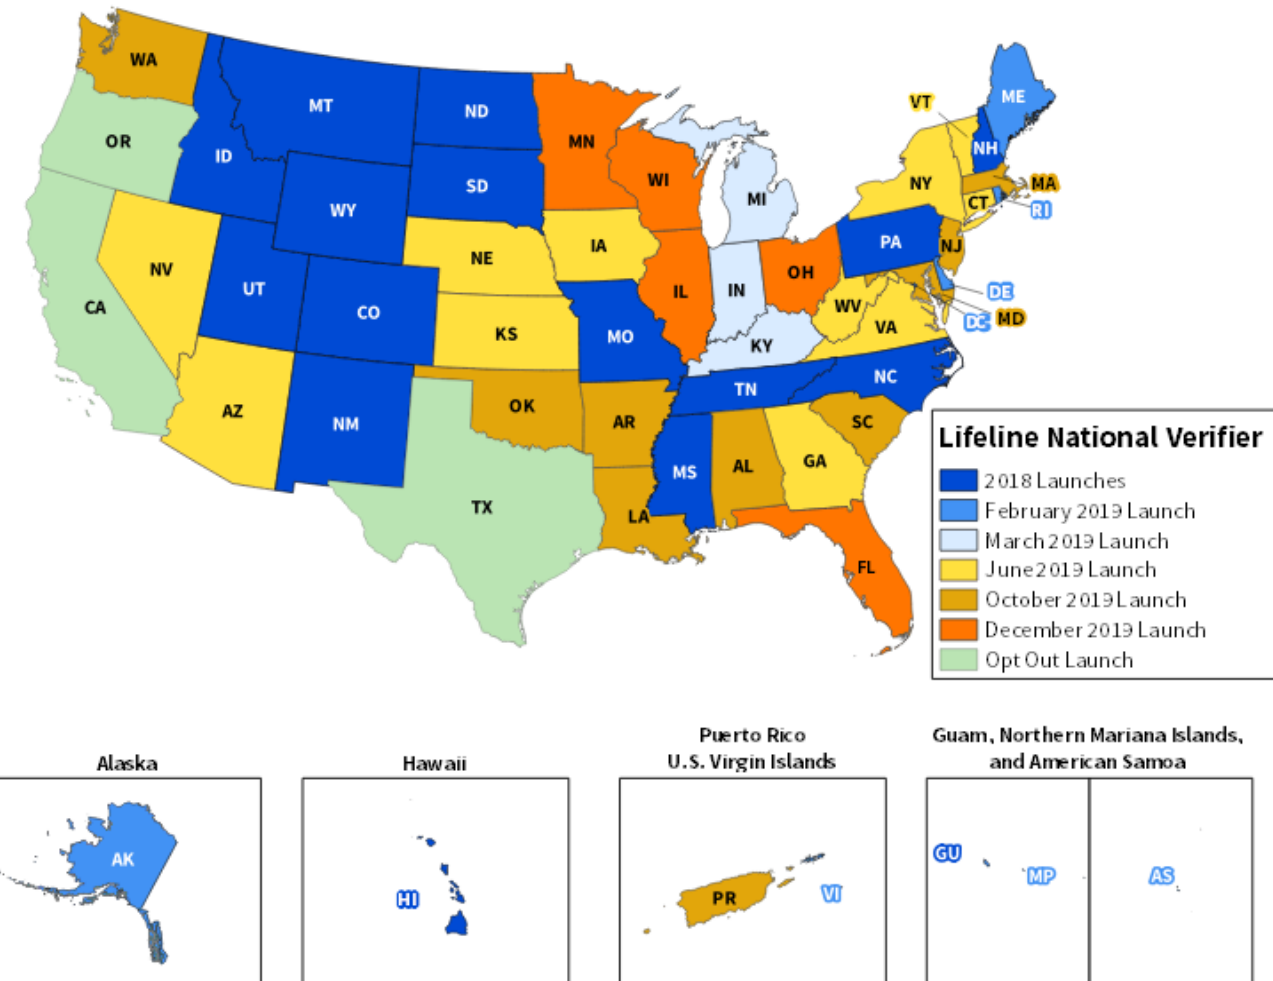 WA
MT
ND
MN
ME
VT
OR
ID
SD
WI
MI
NH
NY
MA
WY
CT
RI
NE
IA
PA
NJ
NV
UT
CO
IL
IN
OH
WV
DE
CA
KS
MO
KY
VA
DC
MD
AZ
NM
OK
AR
TN
NC
SC
TX
LA
MS
AL
GA
FL
Lifeline National Verifier
2018 Launches
February 2019 Launch
March 2019 Launch
June 2019 Launch
October 2019 Launch
December 2019 Launch
Opt Out Launch
Alaska
AK
Hawaii
HI
Puerto Rico
U.S. Virgin Islands
PR
VI
Guam, Northern Mariana Islands,
and American Samoa
GU
MP
AS